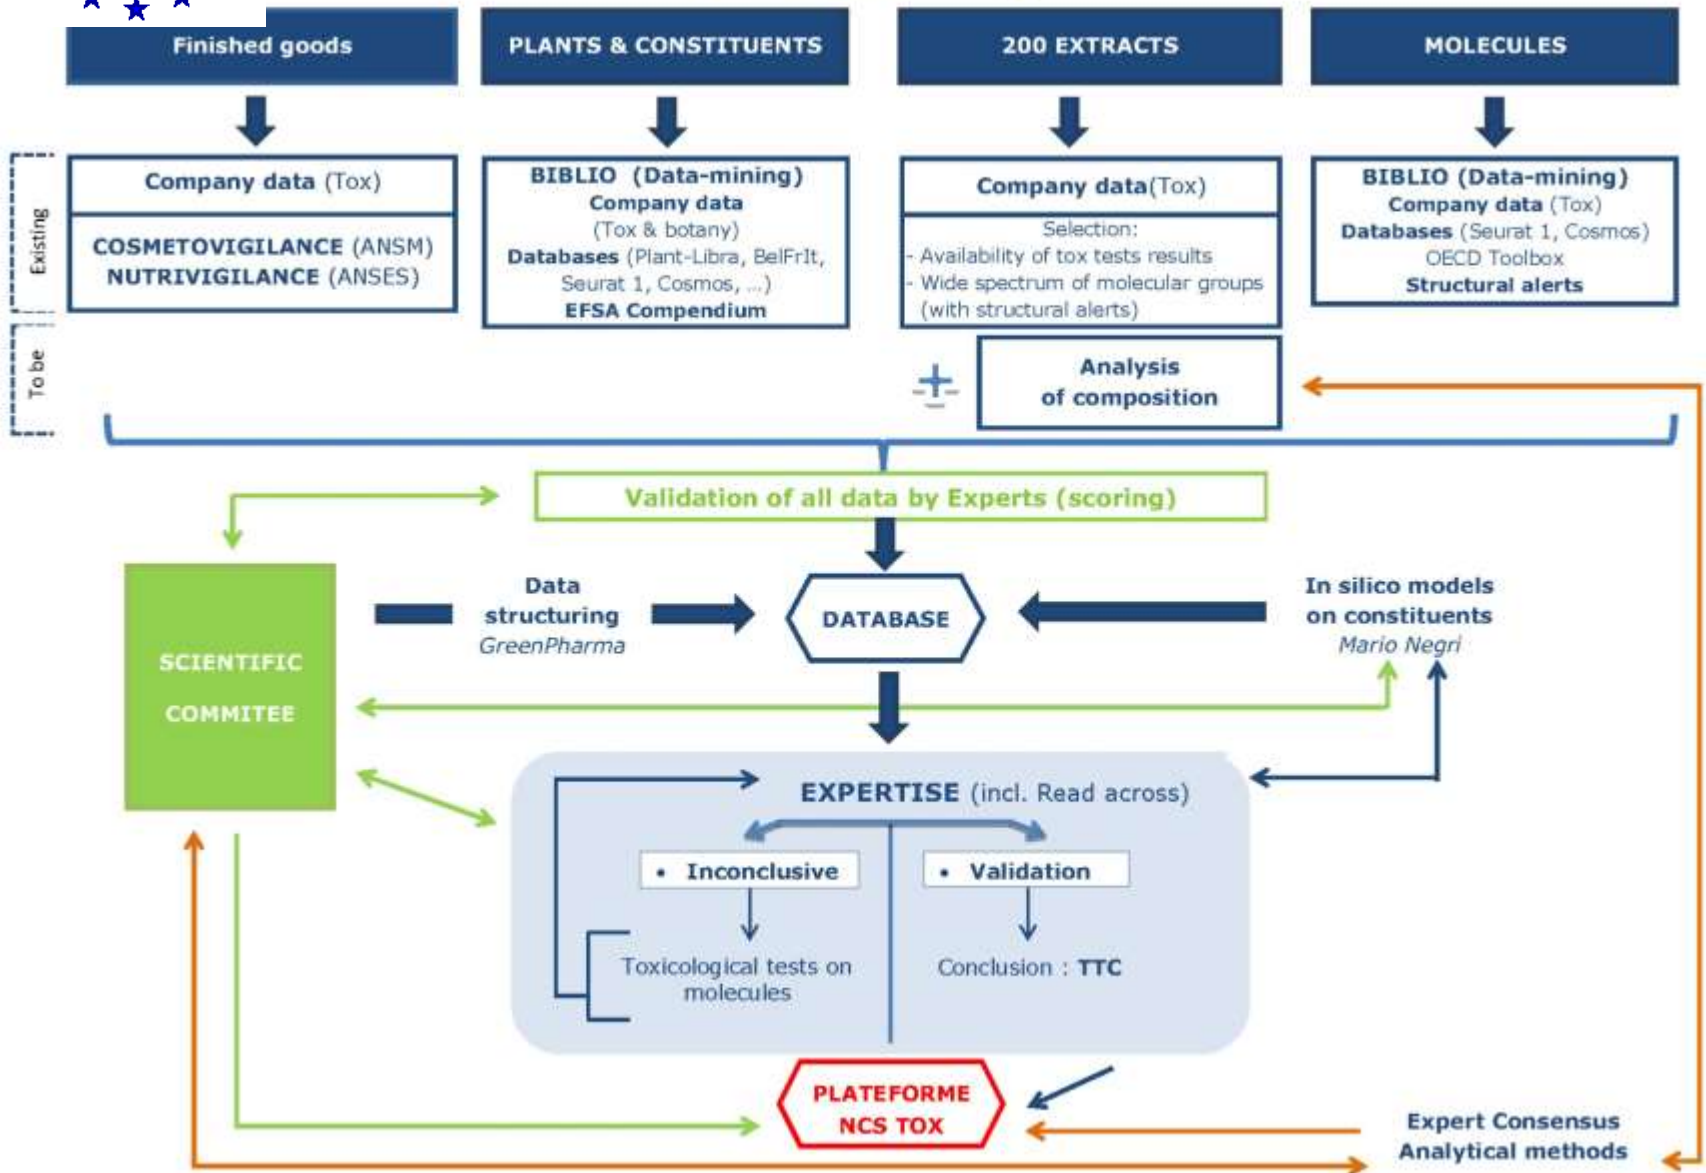 Finished goods
PLANTS & CONSTITUENTS
200 EXTRACTS
MOLECULES
Existing
Company data (Tox)
COSMETOVIGILANCE (ANSM)
NUTRIVIGILANCE (ANSES)
BIBLIO (Data-mining)
Company data
(Tox & botany)
Databases (Plant-Libra, BelFrIt,
Seurat 1, Cosmos, ...)
EFSA Compendium
Company data(Tox)
Selection:
- Availability of tox tests results
- Wide spectrum of molecular groups
(with structural alerts)
BIBLIO (Data-mining)
Company data (Tox)
Databases (Seurat 1, Cosmos)
OECD Toolbox
Structural alerts
To be
Analysis
of composition
Validation of all data by Experts (scoring)
SCIENTIFIC
COMMITEE
Data
structuring
GreenPharma
DATABASE
In silico models
on constituents
Mario Negri
EXPERTISE (incl. Read across)
• Inconclusive
• Validation
Toxicological tests on
molecules
Conclusion : TTC
PLATEFORME
NCS TOX
Expert Consensus
Analytical methods